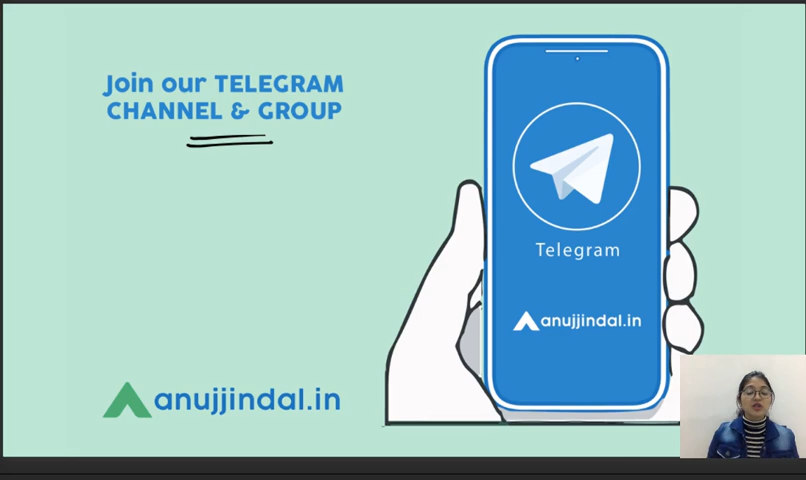 Join our TELEGRAM
CHANNEL & GROUP
Telegram
anujjindal.in
anujjindal.in